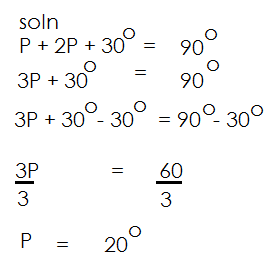 soln
P + 2P + 30° = 90°
3P + 30° = 90°
3P + 30° - 30° = 90° - 30°
3P = 60
3 3
P = 20°